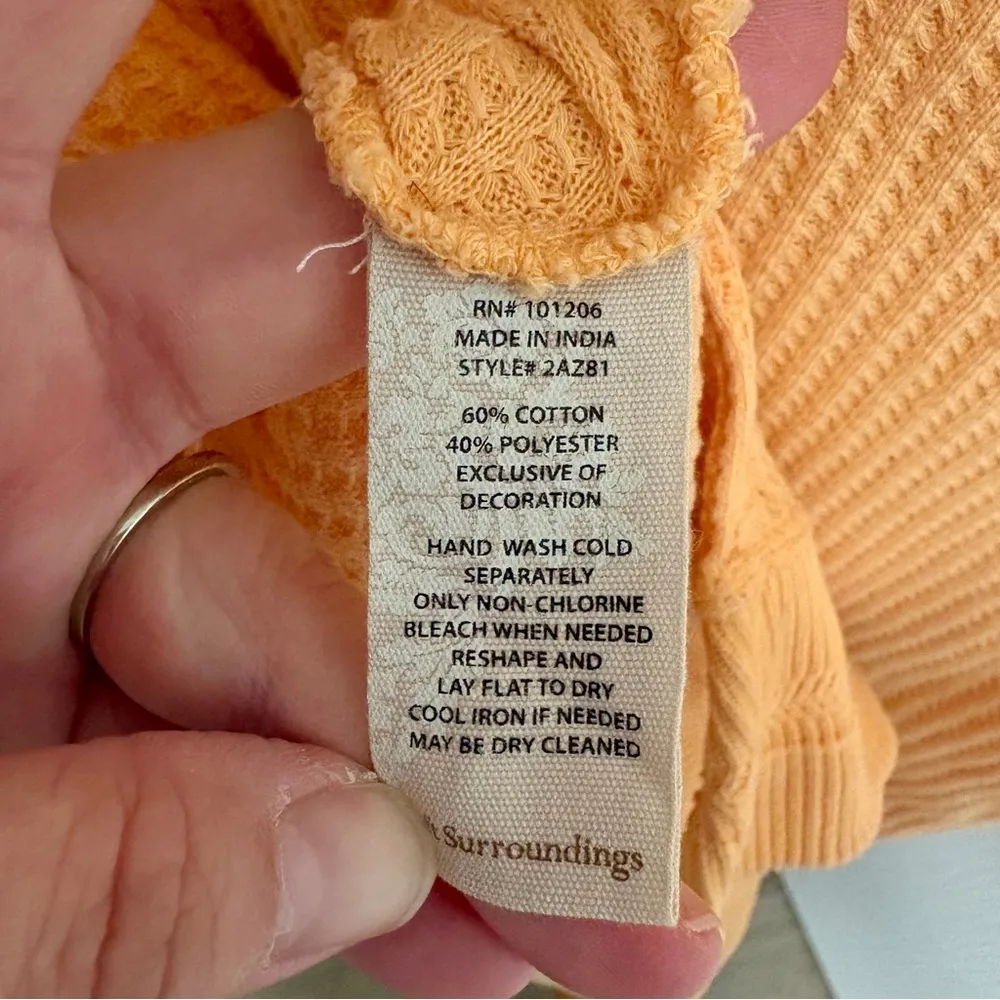 RN# 101206
MADE IN INDIA
STYLE# 2AZ81
60% COTTON
40% POLYESTER
EXCLUSIVE OF
DECORATION
HAND WASH COLD
SEPARATELY
ONLY NON-CHLORINE
BLEACH WHEN NEEDED
RESHAPE AND
LAY FLAT TO DRY
COOL IRON IF NEEDED
MAY BE DRY CLEANED
Surroundings